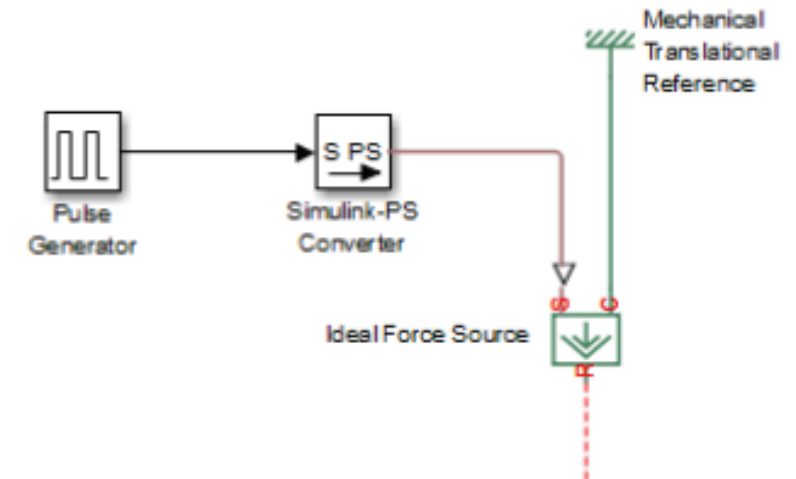 Mechanical
Translational
Reference
S PS
Pulse
Generator
Simulink-PS
Converter
S
C
Ideal Force Source
R